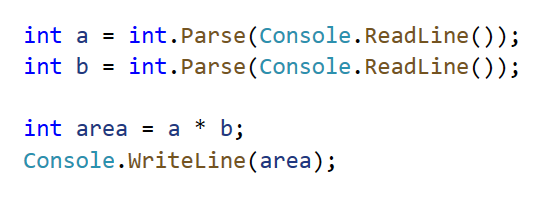 int a = int.Parse(Console.ReadLine());
int b = int.Parse(Console.ReadLine());
int area = a * b;
Console.WriteLine(area);